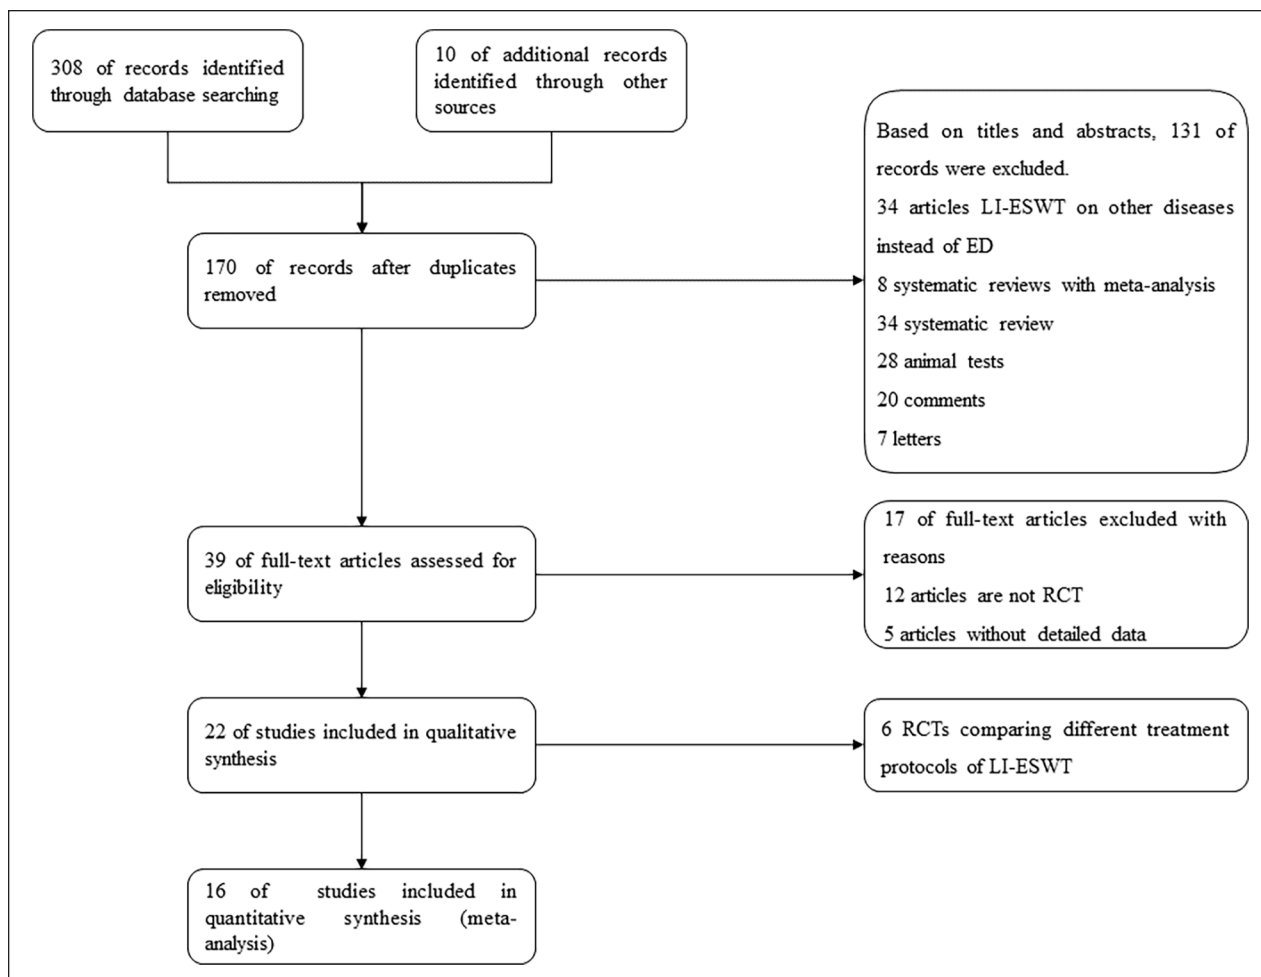 308 of records identified
through database searching
10 of additional records
identified through other
sources
Based on titles and abstracts, 131 of
records were excluded.
34 articles LI-ESWT on other diseases
instead of ED
8 systematic reviews with meta-analysis
34 systematic review
28 animal tests
20 comments
7 letters
170 of records after duplicates
removed
39 of full-text articles assessed for
eligibility
17 of full-text articles excluded with
reasons
12 articles are not RCT
5 articles without detailed data
22 of studies included in qualitative
synthesis
6 RCTs comparing different treatment
protocols of LI-ESWT
16 of studies included in
quantitative synthesis (meta-
analysis)